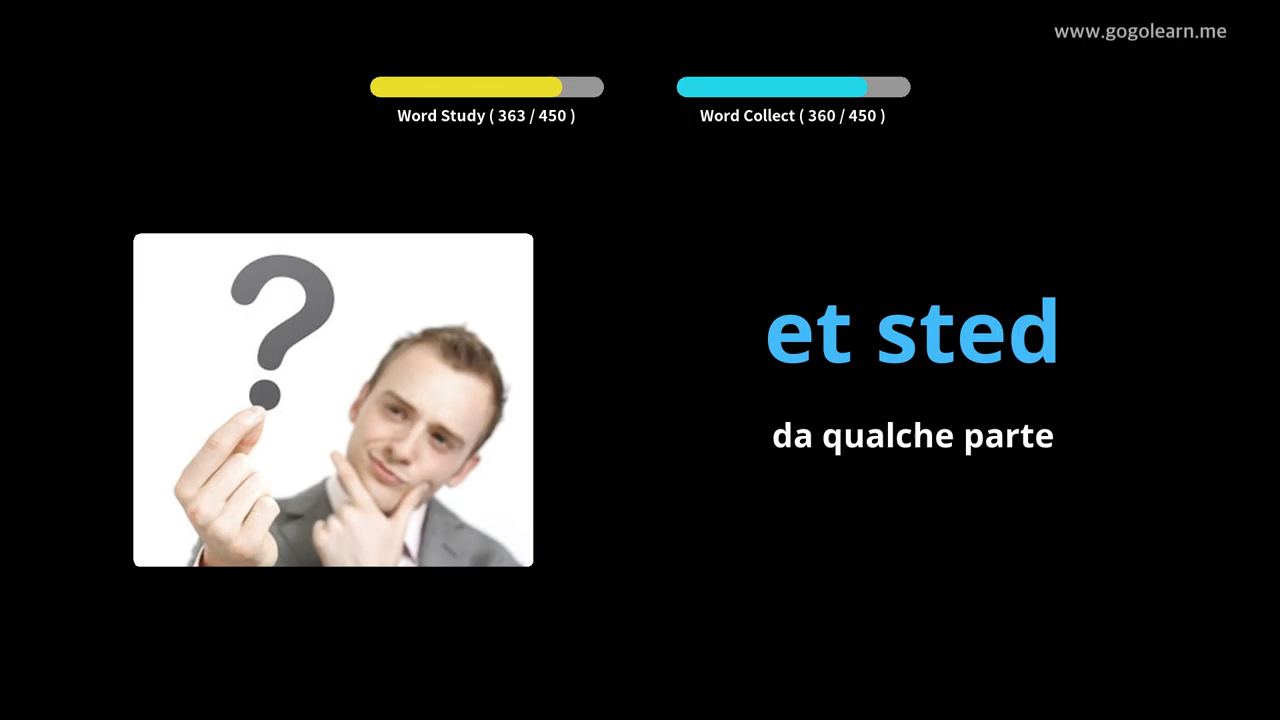 www.gogolearn.me
Word Study ( 363 / 450 )
Word Collect ( 360 / 450 )
et sted
da qualche parte